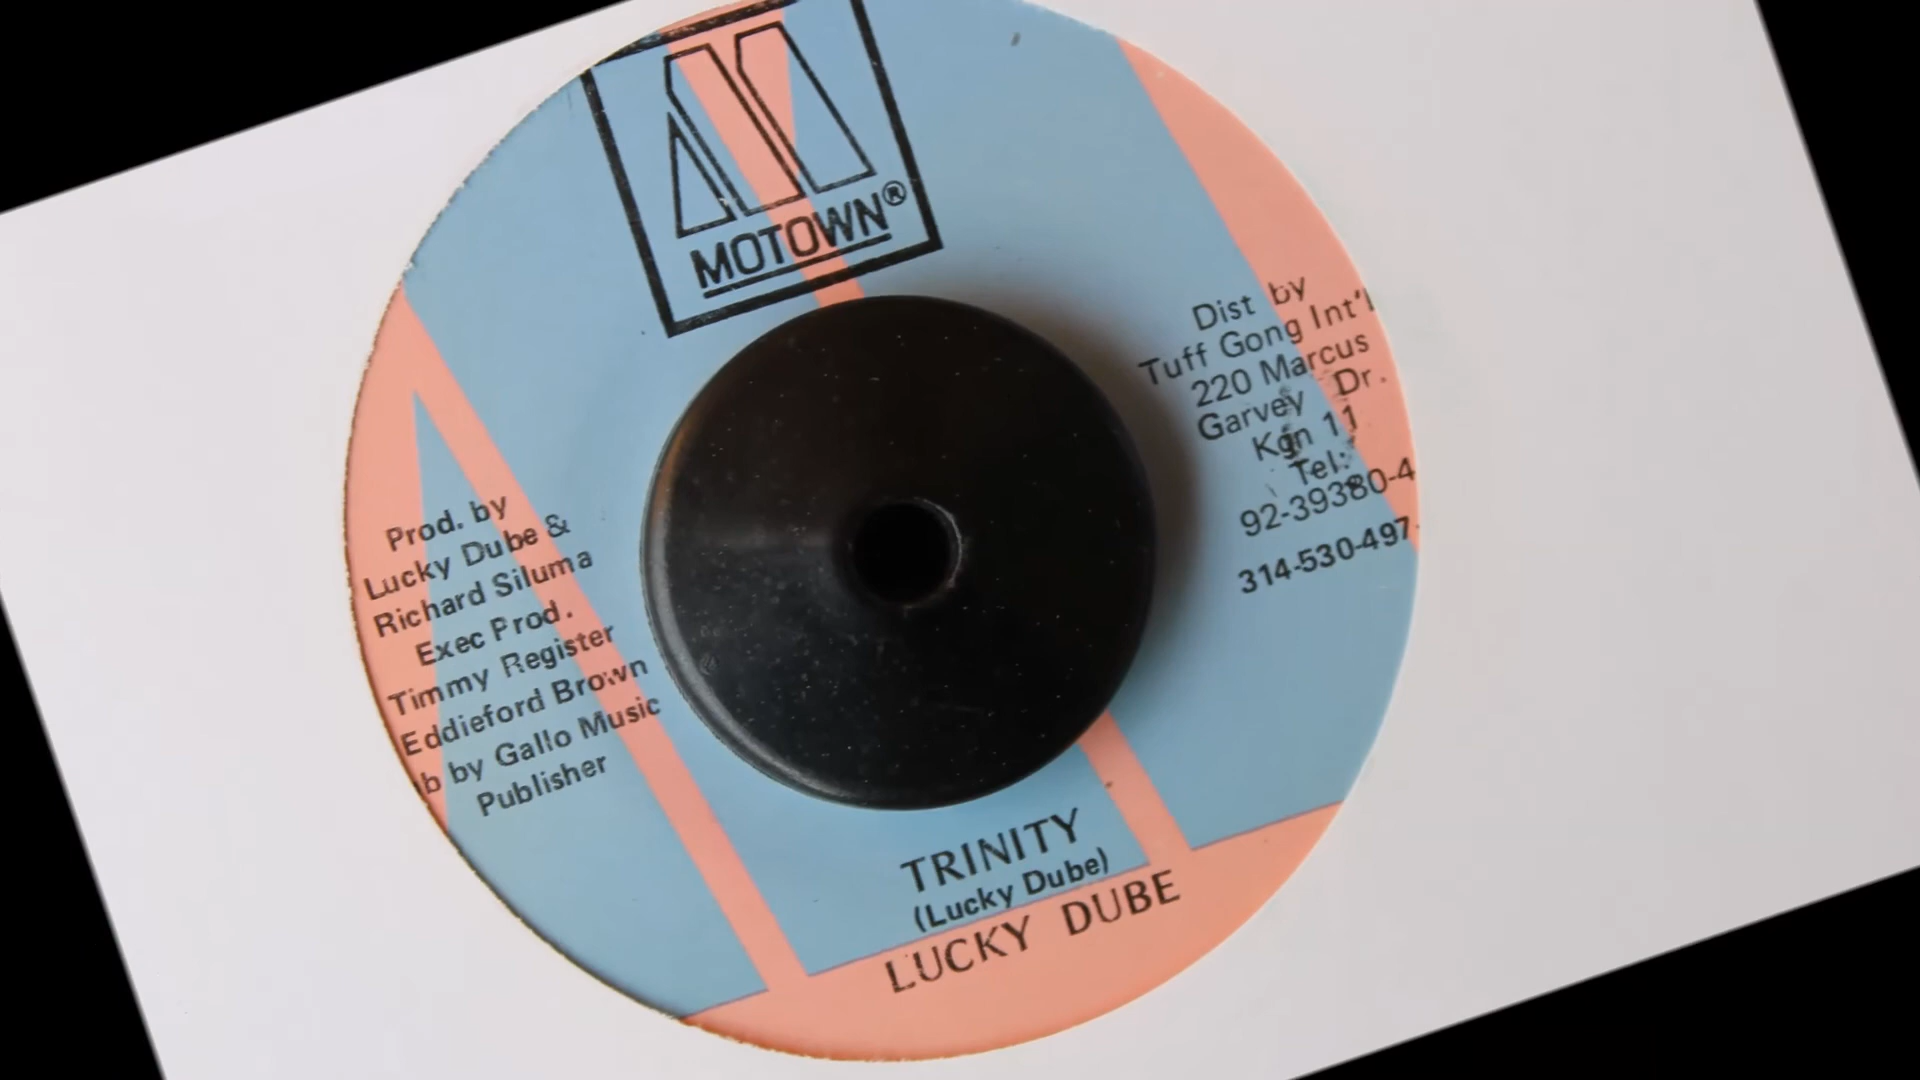 MOTOWN®
Dist by
Tuff Gong Int'l
220 Marcus
Garvey Dr.
Kgn 11
Tel:
92-39380-4
314-530-497-
Prod. by
Lucky Dube &
Richard Siluma
Exec Prod.
Timmy Register
Eddieford Brown
b by Gallo Music
Publisher
TRINITY
(Lucky Dube)
LUCKY DUBE